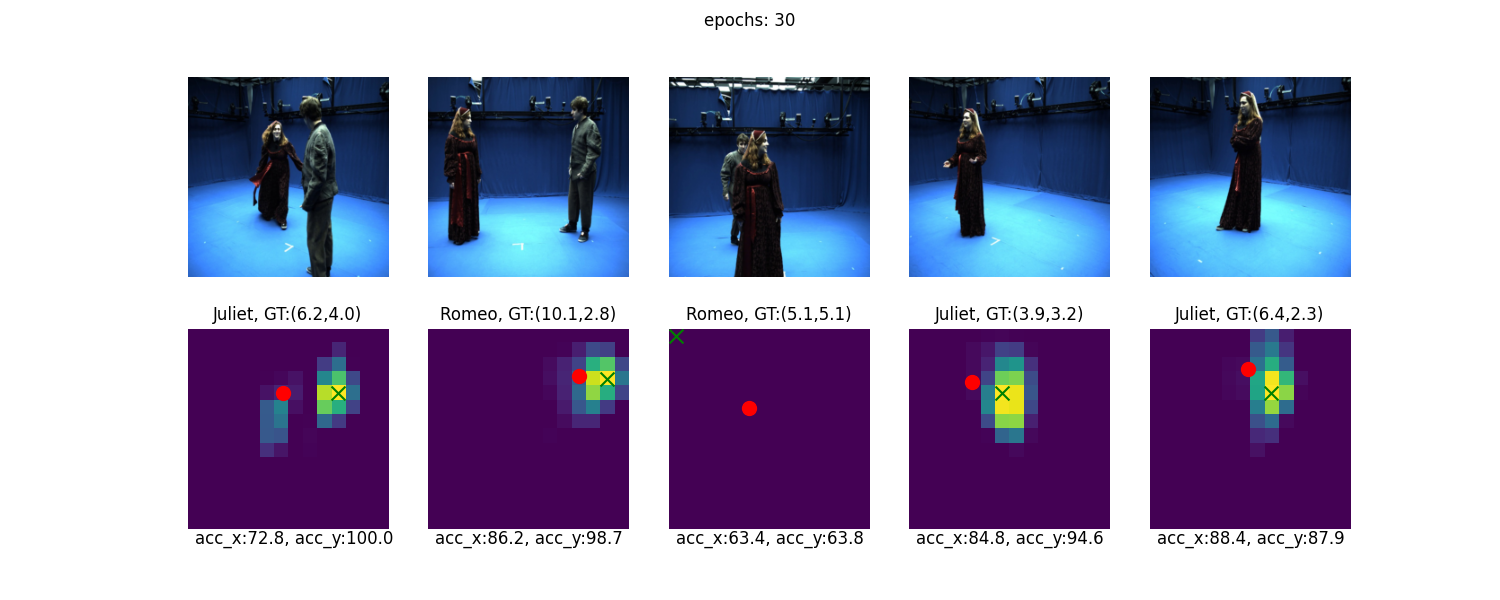 epochs: 30
Juliet, GT:(6.2,4.0)
Romeo, GT:(10.1,2.8)
Romeo, GT:(5.1,5.1)
Juliet, GT:(3.9,3.2)
Juliet, GT:(6.4,2.3)
acc_x:72.8, acc_y:100.0
acc_x:86.2, acc_y:98.7
acc_x:63.4, acc_y:63.8
acc_x:84.8, acc_y:94.6
acc_x:88.4, acc_y:87.9